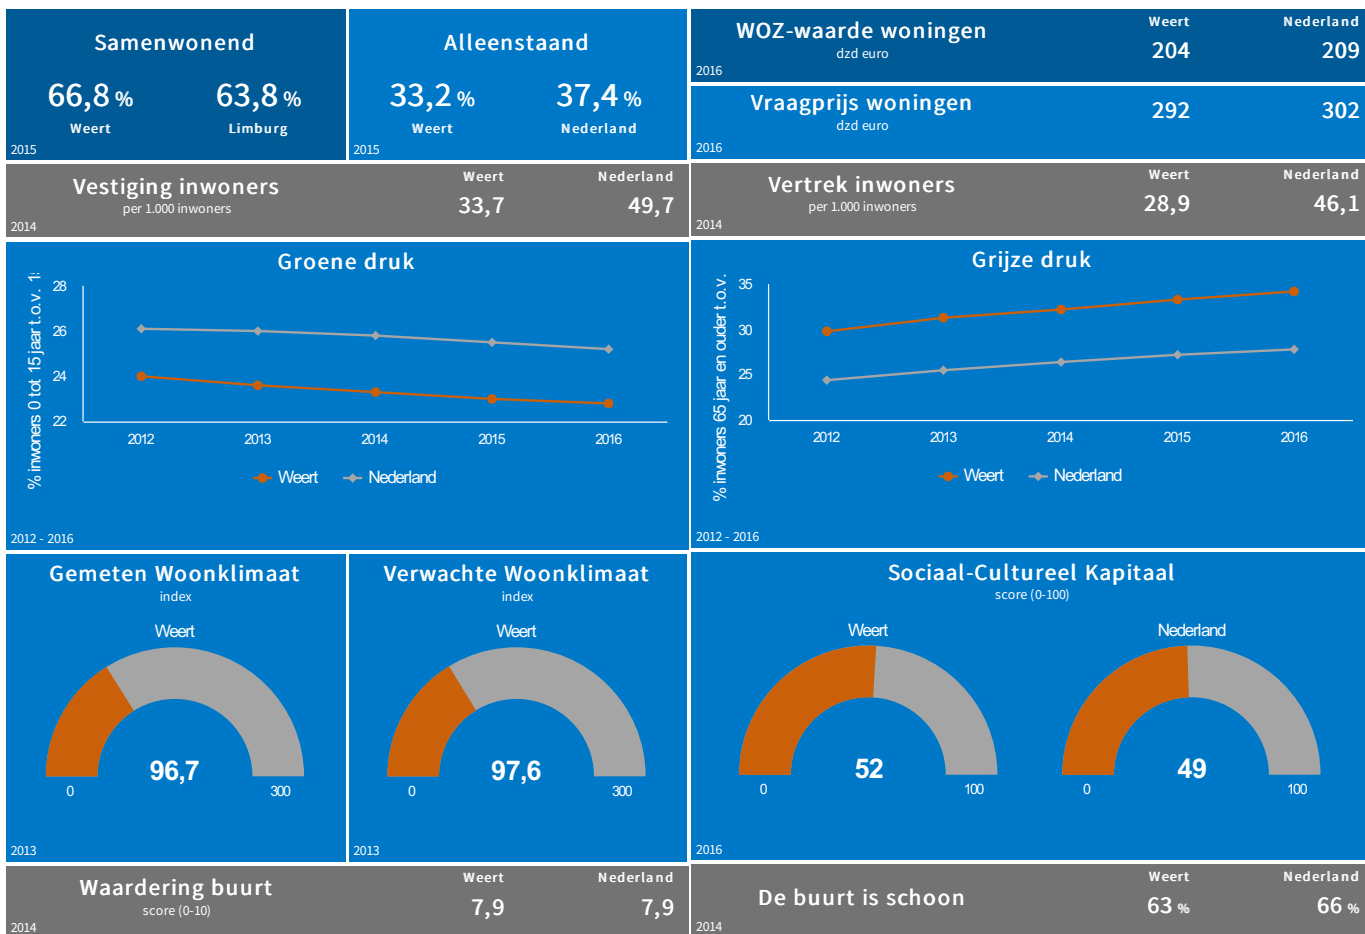 Samenwonend
66,8 %
63,8 %
Weert
Limburg
2015
Alleenstaand
33,2 %
37,4 %
Weert
Nederland
2015
WOZ-waarde woningen
dzd euro
Weert
Nederland
204
209
2016
Vraagprijs woningen
dzd euro
292
302
2016
Vestiging inwoners
per 1.000 inwoners
Weert
Nederland
33,7
49,7
2014
Vertrek inwoners
per 1.000 inwoners
Weert
Nederland
28,9
46,1
2014
Groene druk
% inwoners 0 tot 15 jaar t.o.v.
28
26
24
22
2012
2013
2014
2015
2016
Weert
Nederland
2012 - 2016
Grijze druk
% inwoners 65 jaar en ouder t.o.v.
35
30
25
20
2012
2013
2014
2015
2016
Weert
Nederland
2012 - 2016
Gemeten Woonklimaat
index
Weert
96,7
0
300
2013
Verwachte Woonklimaat
index
Weert
97,6
0
300
2013
Sociaal-Cultureel Kapitaal
score (0-100)
Weert
52
0
100
Nederland
49
0
100
2016
Waardering buurt
score (0-10)
Weert
Nederland
7,9
7,9
2014
De buurt is schoon
Weert
Nederland
63 %
66 %
2014